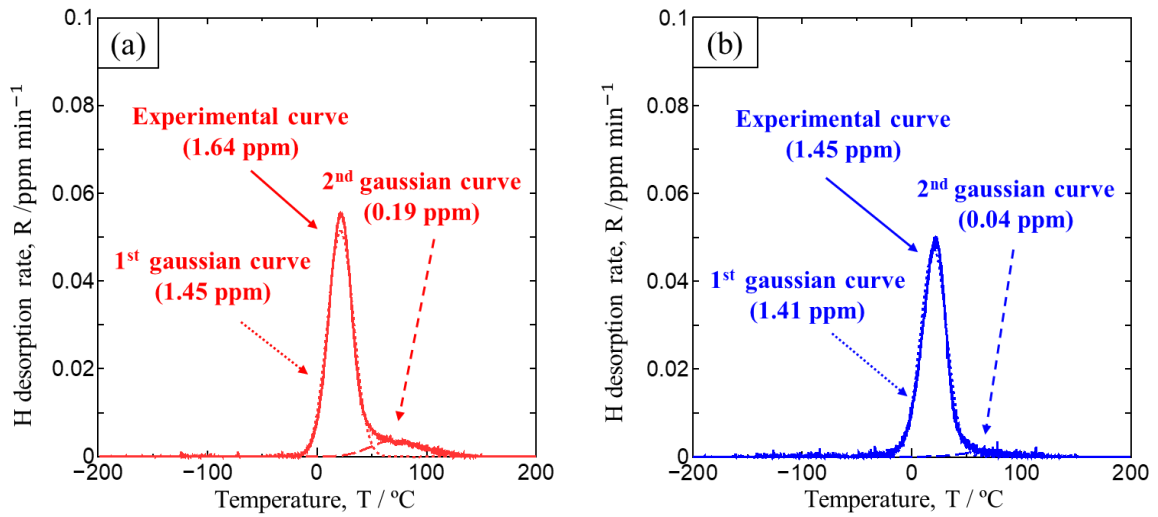 (a)
0.1
0.08
0.06
0.04
0.02
0
H desorption rate, R /ppm min⁻¹
Experimental curve
(1.64 ppm)
2nd gaussian curve
(0.19 ppm)
1st gaussian curve
(1.45 ppm)
−200 −100 0 100 200
Temperature, T / ºC
(b)
0.1
0.08
0.06
0.04
0.02
0
H desorption rate, R /ppm min⁻¹
Experimental curve
(1.45 ppm)
2nd gaussian curve
(0.04 ppm)
1st gaussian curve
(1.41 ppm)
−200 −100 0 100 200
Temperature, T / ºC